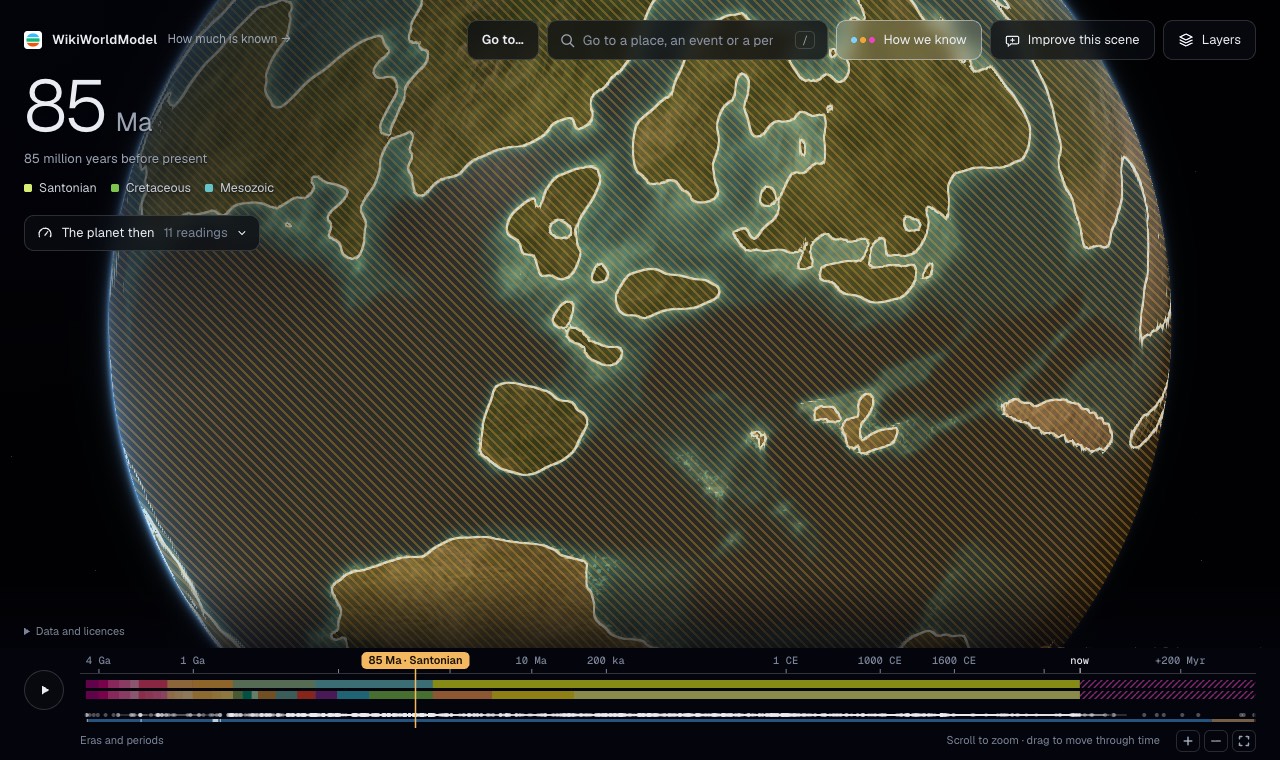 WikiWorldModel How much is known →
Go to...
Go to a place, an event or a per
/
How we know
Improve this scene
Layers
85 Ma
85 million years before present
Santonian Cretaceous Mesozoic
The planet then 11 readings
Data and licences
4 Ga 1 Ga 85 Ma · Santonian 10 Ma 200 ka 1 CE 1000 CE 1600 CE now +200 Myr
Eras and periods
Scroll to zoom · drag to move through time